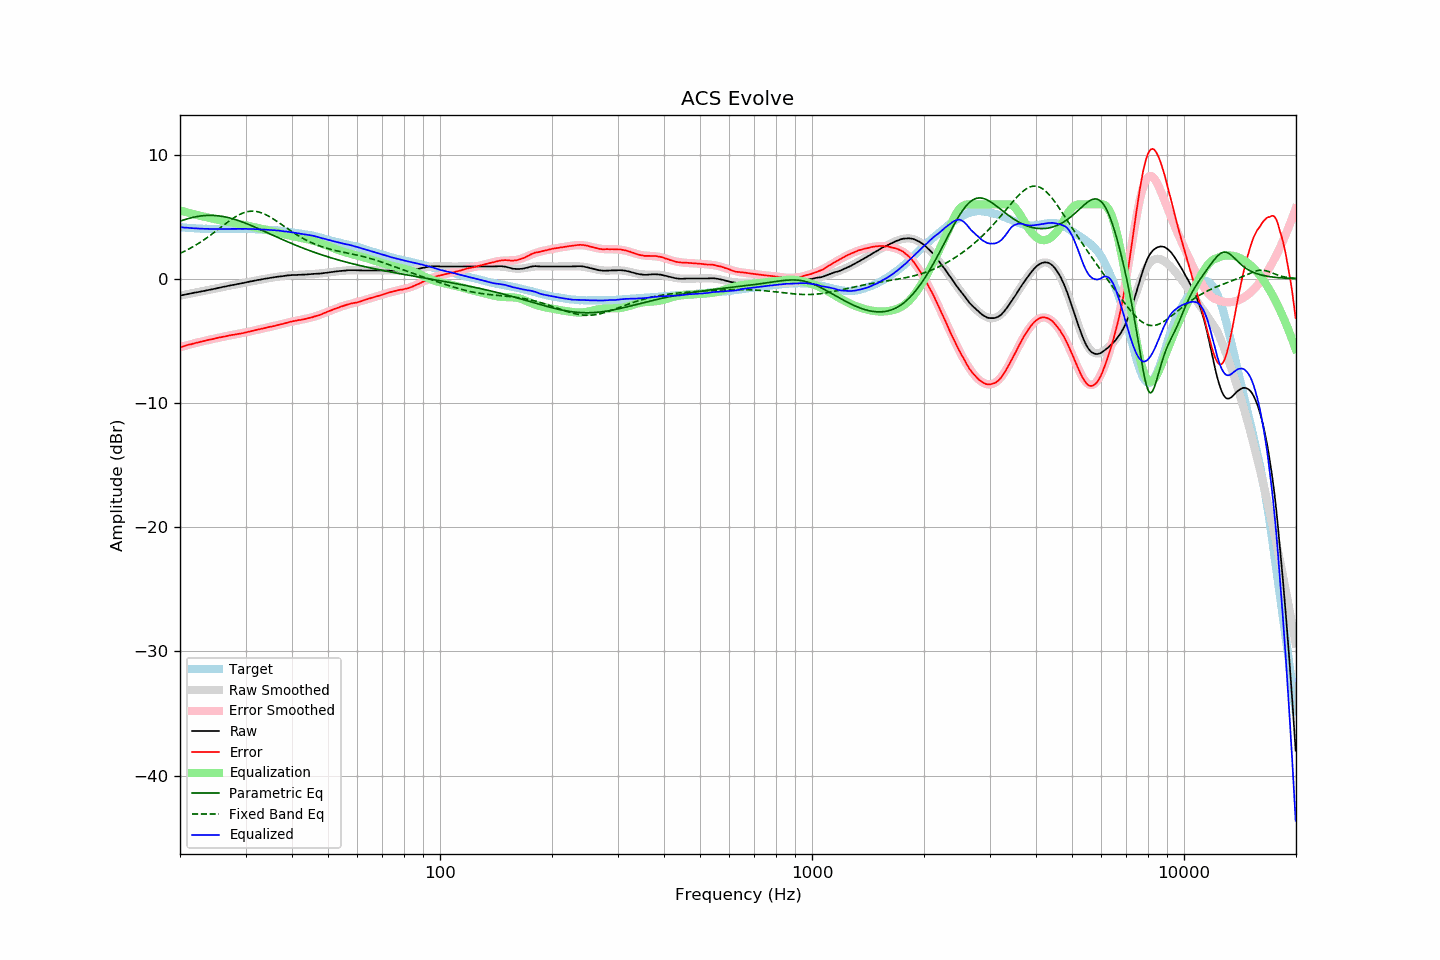 ACS Evolve
10
0
−10
−20
−30
−40
Amplitude (dBr)
Target
Raw Smoothed
Error Smoothed
Raw
Error
Equalization
Parametric Eq
Fixed Band Eq
Equalized
100
1000
10000
Frequency (Hz)